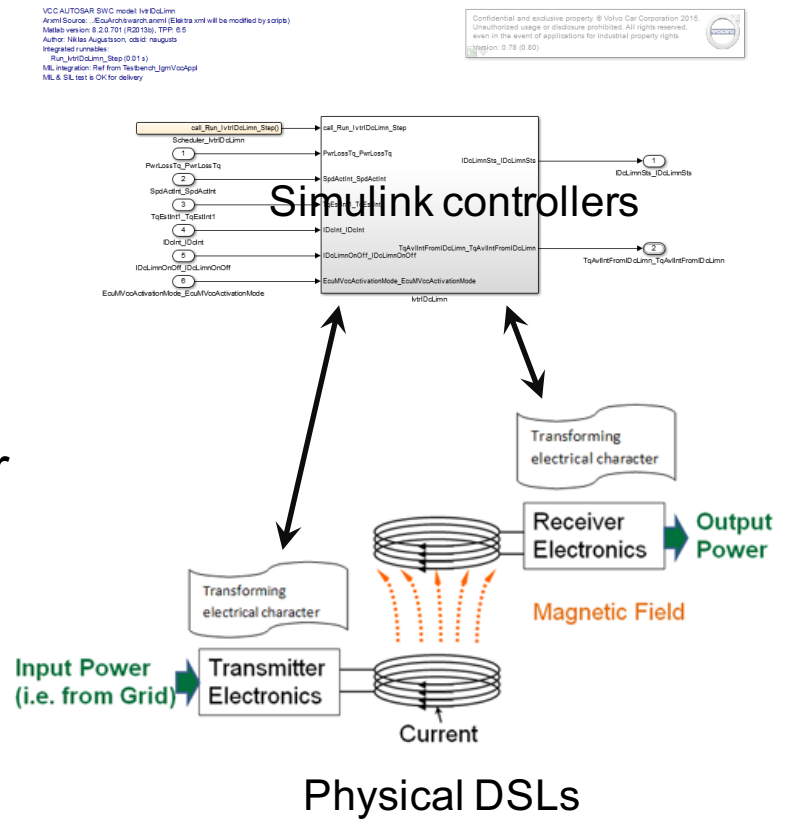 VCC AUTOSAR SWC model: IvtrIDcLimn
Arxml Source: ../EcuArch/swarch.arxml (Elektra xml will be modified by scripts)
Matlab version: 8.2.0.701 (R2013b), TPP: 6.5
Author: Niklas Augustsson, cdsid: naugusts
Integrated runnables:
Run_IvtrIDcLimn_Step (0.01 s)
MIL integration: Ref from Testbench_IgmVccAppl
MIL & SIL test is OK for delivery
Confidential and exclusive property. © Volvo Car Corporation 2015.
Unauthorized usage or disclosure prohibited. All rights reserved,
even in the event of applications for industrial property rights
Version: 0.78 (0.80)
VOLVO
call_Run_IvtrIDcLimn_Step()
Scheduler_IvtrIDcLimn
1
PwrLossTq_PwrLossTq
2
SpdActInt_SpdActInt
3
TqEstInt1_TqEstInt1
4
IDcInt_IDcInt
5
IDcLimnOnOff_IDcLimnOnOff
6
EcuMVccActivationMode_EcuMVccActivationMode
call_Run_IvtrIDcLimn_Step
PwrLossTq_PwrLossTq
SpdActInt_SpdActInt
TqEstInt1_TqEstInt1
IDcInt_IDcInt
IDcLimnOnOff_IDcLimnOnOff
EcuMVccActivationMode_EcuMVccActivationMode
IDcLimnSts_IDcLimnSts
TqAvlIntFromIDcLimn_TqAvlIntFromIDcLimn
IvtrIDcLimn
1
IDcLimnSts_IDcLimnSts
2
TqAvlIntFromIDcLimn_TqAvlIntFromIDcLimn
Simulink controllers
r
Transforming
electrical character
Receiver
Electronics
Output
Power
Magnetic Field
Transforming
electrical character
Input Power
(i.e. from Grid)
Transmitter
Electronics
Current
Physical DSLs